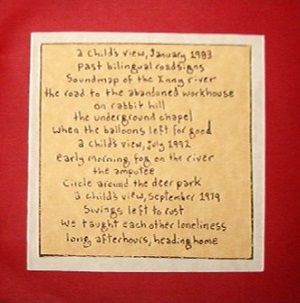 a child's view, January 1983
past bilingual roadsigns
Soundmap of the Inny river
the road to the abandoned workhouse
on rabbit hill
the underground chapel
when the balloons left for good
a child's view, July 1992
early morning, fog on the river
the amputee
Circle around the deer park
a child's view, September 1979
Swings left to rust
We taught each other loneliness
long afterhours, heading home